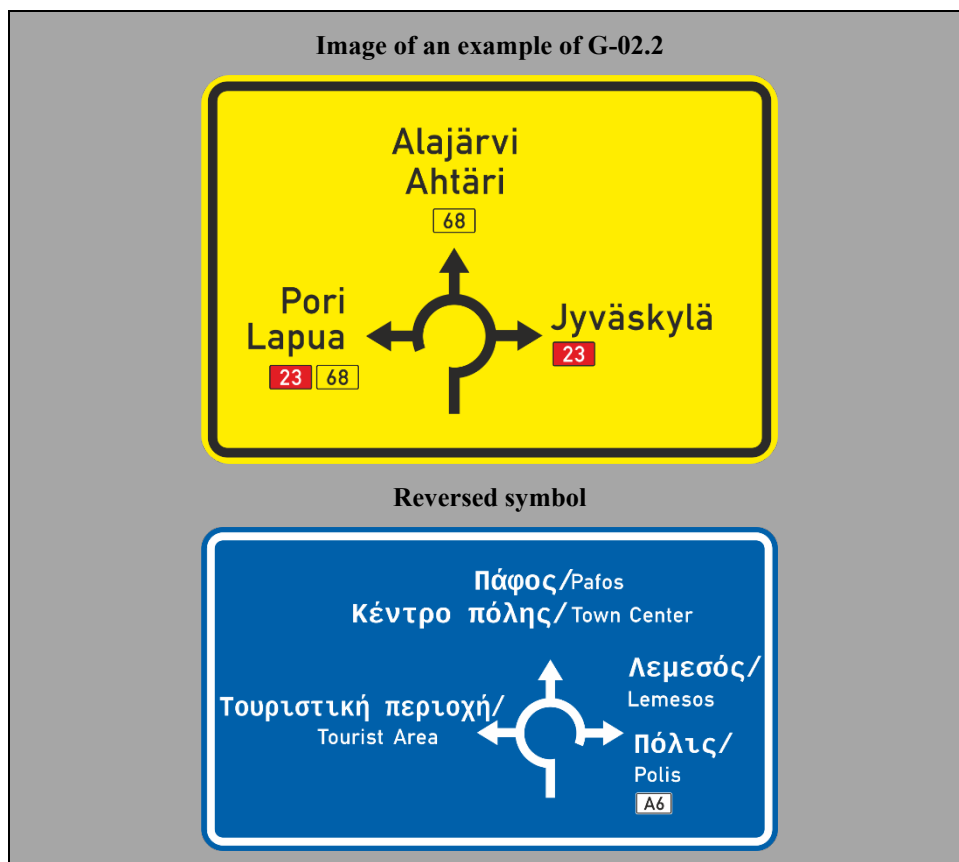 Image of an example of G-02.2
Alajärvi
Ahtäri
68
Pori
Lapua
23 68
Jyväskylä
23
Reversed symbol
Πάφος/Pafos
Κέντρο πόλης/Town Center
Τουριστική περιοχή/
Tourist Area
Λεμεσός/
Lemesos
Πόλις/
Polis
A6